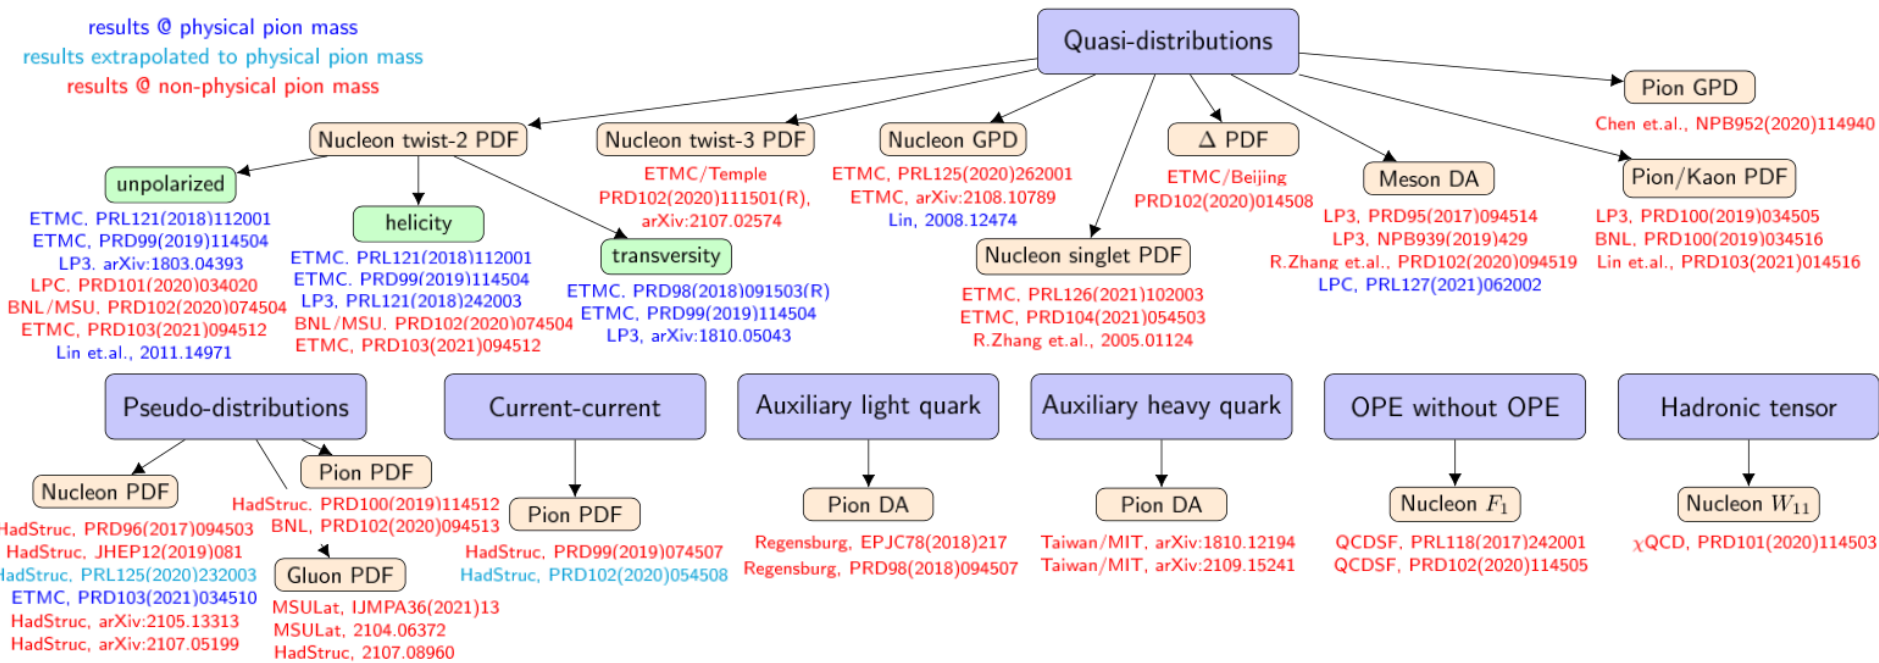 results @ physical pion mass
results extrapolated to physical pion mass
results @ non-physical pion mass
Quasi-distributions
Nucleon twist-2 PDF
unpolarized
ETMC, PRL121(2018)112001
ETMC, PRD99(2019)114504
LP3, arXiv:1803.04393
LPC, PRD101(2020)034020
BNL/MSU, PRD102(2020)074504
ETMC, PRD103(2021)094512
Lin et.al., 2011.14971
helicity
ETMC, PRL121(2018)112001
ETMC, PRD99(2019)114504
LP3, PRL121(2018)242003
BNL/MSU, PRD102(2020)074504
ETMC, PRD103(2021)094512
transversity
ETMC, PRD98(2018)091503(R)
ETMC, PRD99(2019)114504
LP3, arXiv:1810.05043
Nucleon twist-3 PDF
ETMC/Temple
PRD102(2020)111501(R),
arXiv:2107.02574
Nucleon GPD
ETMC, PRL125(2020)262001
ETMC, arXiv:2108.10789
Lin, 2008.12474
Nucleon singlet PDF
ETMC, PRL126(2021)102003
ETMC, PRD104(2021)054503
R.Zhang et.al., 2005.01124
Δ PDF
ETMC/Beijing
PRD102(2020)014508
Meson DA
LP3, PRD95(2017)094514
LP3, NPB939(2019)429
R.Zhang et.al., PRD102(2020)094519
LPC, PRL127(2021)062002
Pion GPD
Chen et.al., NPB952(2020)114940
Pion/Kaon PDF
LP3, PRD100(2019)034505
BNL, PRD100(2019)034516
Lin et.al., PRD103(2021)014516
Pseudo-distributions
Nucleon PDF
HadStruc, PRD96(2017)094503
HadStruc, JHEP12(2019)081
HadStruc, PRL125(2020)232003
ETMC, PRD103(2021)034510
HadStruc, arXiv:2105.13313
HadStruc, arXiv:2107.05199
Pion PDF
HadStruc, PRD100(2019)114512
BNL, PRD102(2020)094513
Gluon PDF
MSULat, IJMPA36(2021)13
MSULat, 2104.06372
HadStruc, 2107.08960
Current-current
Pion PDF
HadStruc, PRD99(2019)074507
HadStruc, PRD102(2020)054508
Auxiliary light quark
Pion DA
Regensburg, EPJC78(2018)217
Regensburg, PRD98(2018)094507
Auxiliary heavy quark
Pion DA
Taiwan/MIT, arXiv:1810.12194
Taiwan/MIT, arXiv:2109.15241
OPE without OPE
Nucleon F₁
QCDSF, PRL118(2017)242001
QCDSF, PRD102(2020)114505
Hadronic tensor
Nucleon W₁₁
χQCD, PRD101(2020)114503